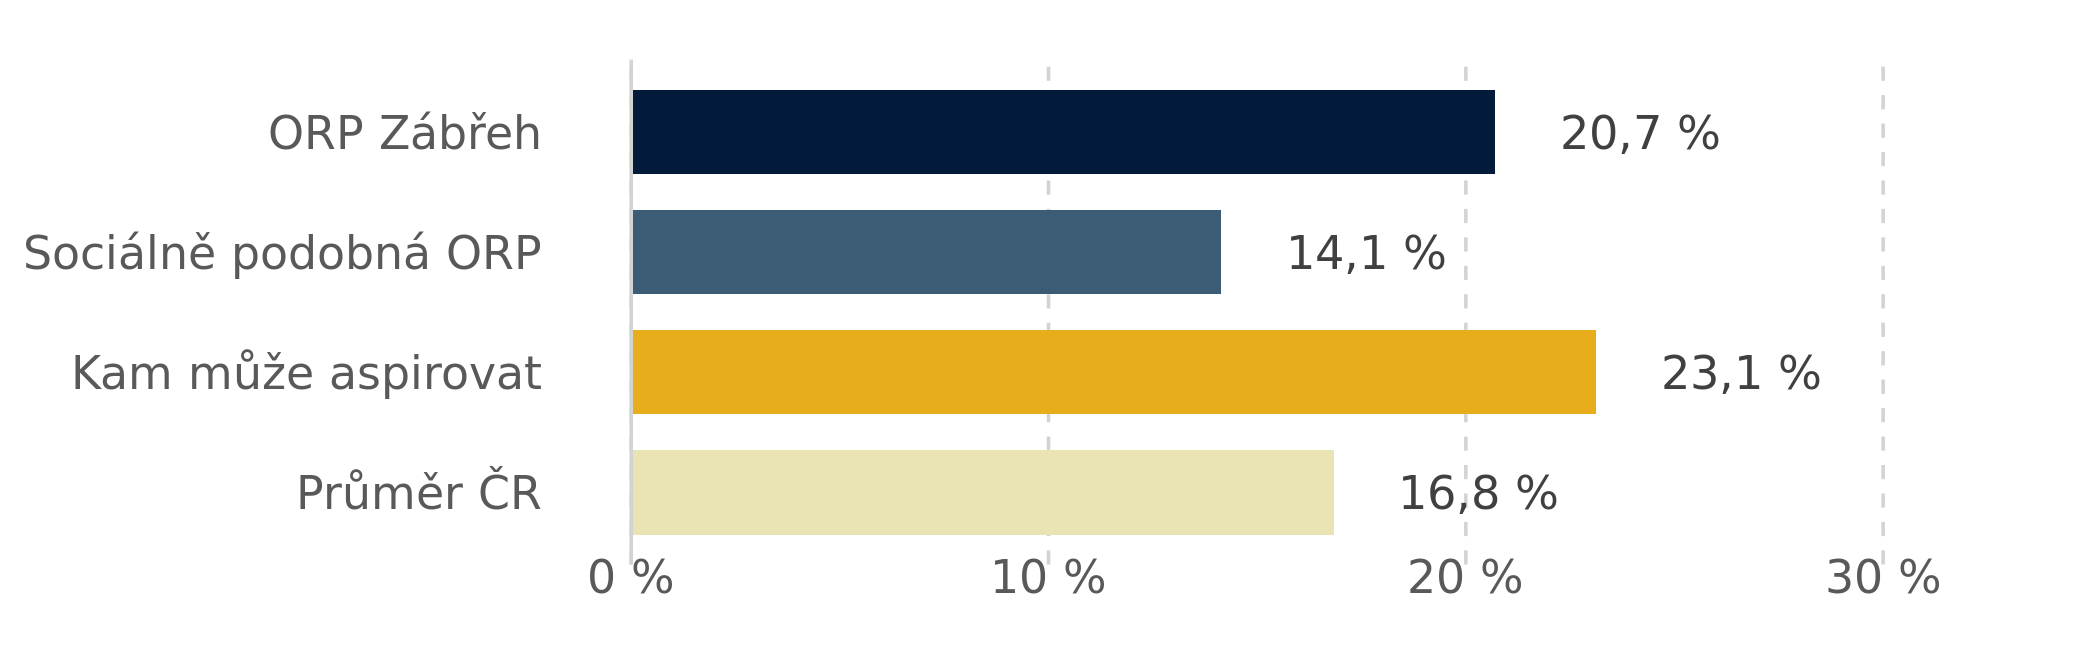 ORP Zábřeh 20,7 %
Sociálně podobná ORP 14,1 %
Kam může aspirovat 23,1 %
Průměr ČR 16,8 %
0 % 10 % 20 % 30 %